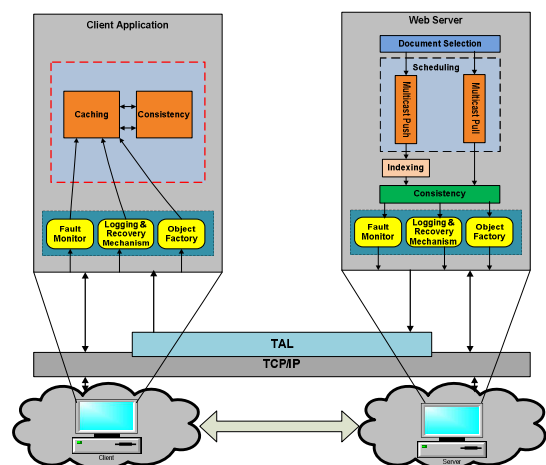 Client Application
Caching
Consistency
Fault
Monitor
Logging &
Recovery
Mechanism
Object
Factory
Web Server
Document Selection
Scheduling
Multicast Push
Multicast Pull
Indexing
Consistency
Fault
Monitor
Logging &
Recovery
Mechanism
Object
Factory
TAL
TCP/IP
Client
Server